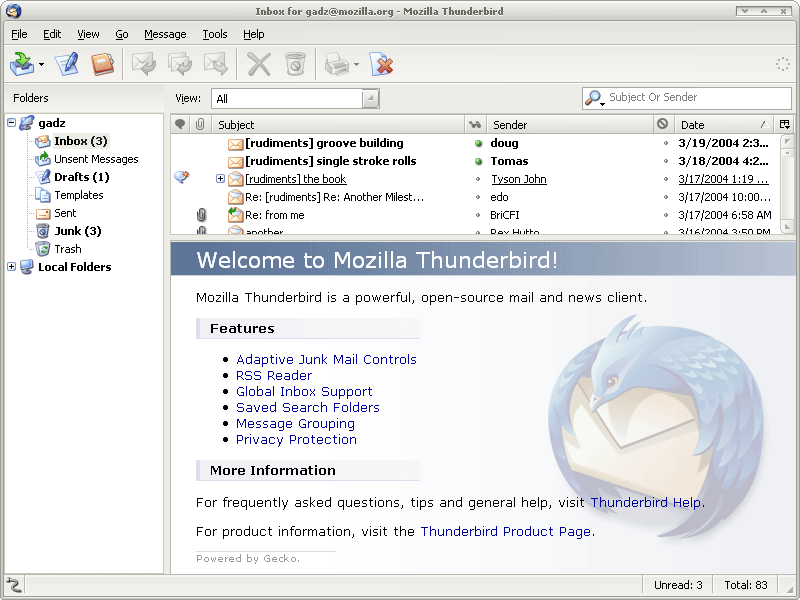 Inbox for gadz@mozilla.org - Mozilla Thunderbird
File Edit View Go Message Tools Help
Folders
View: All
Subject Or Sender
gadz
Inbox (3)
Unsent Messages
Drafts (1)
Templates
Sent
Junk (3)
Trash
Local Folders
Subject Sender Date
[rudiments] groove building doug 3/19/2004 2:3...
[rudiments] single stroke rolls Tomas 3/18/2004 4:2...
[rudiments] the book Tyson John 3/17/2004 1:19 ...
Re: [rudiments] Re: Another Milest... edo 3/17/2004 10:00...
Re: from me BriCFI 3/17/2004 6:58 AM
another Rex Hutto 3/16/2004 3:50 PM
Welcome to Mozilla Thunderbird!
Mozilla Thunderbird is a powerful, open-source mail and news client.
Features
• Adaptive Junk Mail Controls
• RSS Reader
• Global Inbox Support
• Saved Search Folders
• Message Grouping
• Privacy Protection
More Information
For frequently asked questions, tips and general help, visit Thunderbird Help.
For product information, visit the Thunderbird Product Page.
Powered by Gecko.
Unread: 3 Total: 83